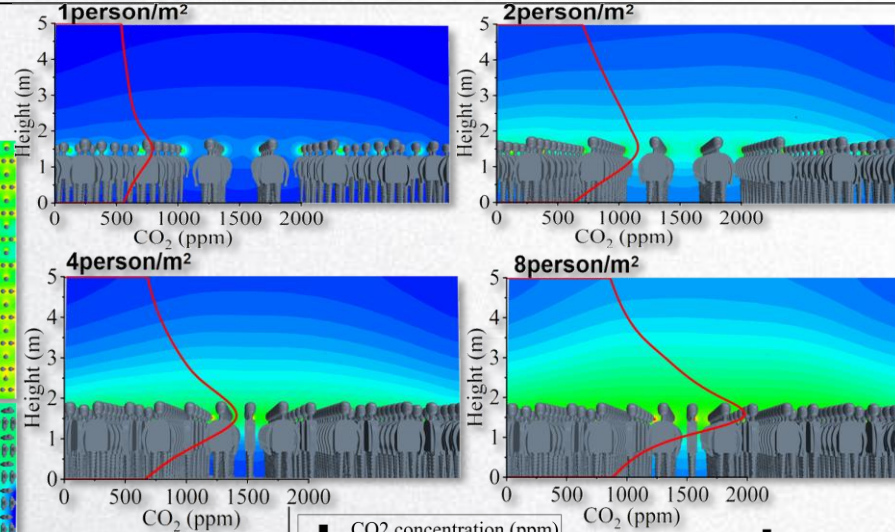 1person/m²
5
4
3
2
1
0
Height (m)
0 500 1000 1500 2000
CO₂ (ppm)
2person/m²
5
4
3
2
1
0
Height (m)
0 500 1000 1500 2000
CO₂ (ppm)
4person/m²
5
4
3
2
1
0
Height (m)
0 500 1000 1500 2000
CO₂ (ppm)
8person/m²
5
4
3
2
1
0
Height (m)
0 500 1000 1500 2000
CO₂ (ppm)
CO2 concentration (ppm)